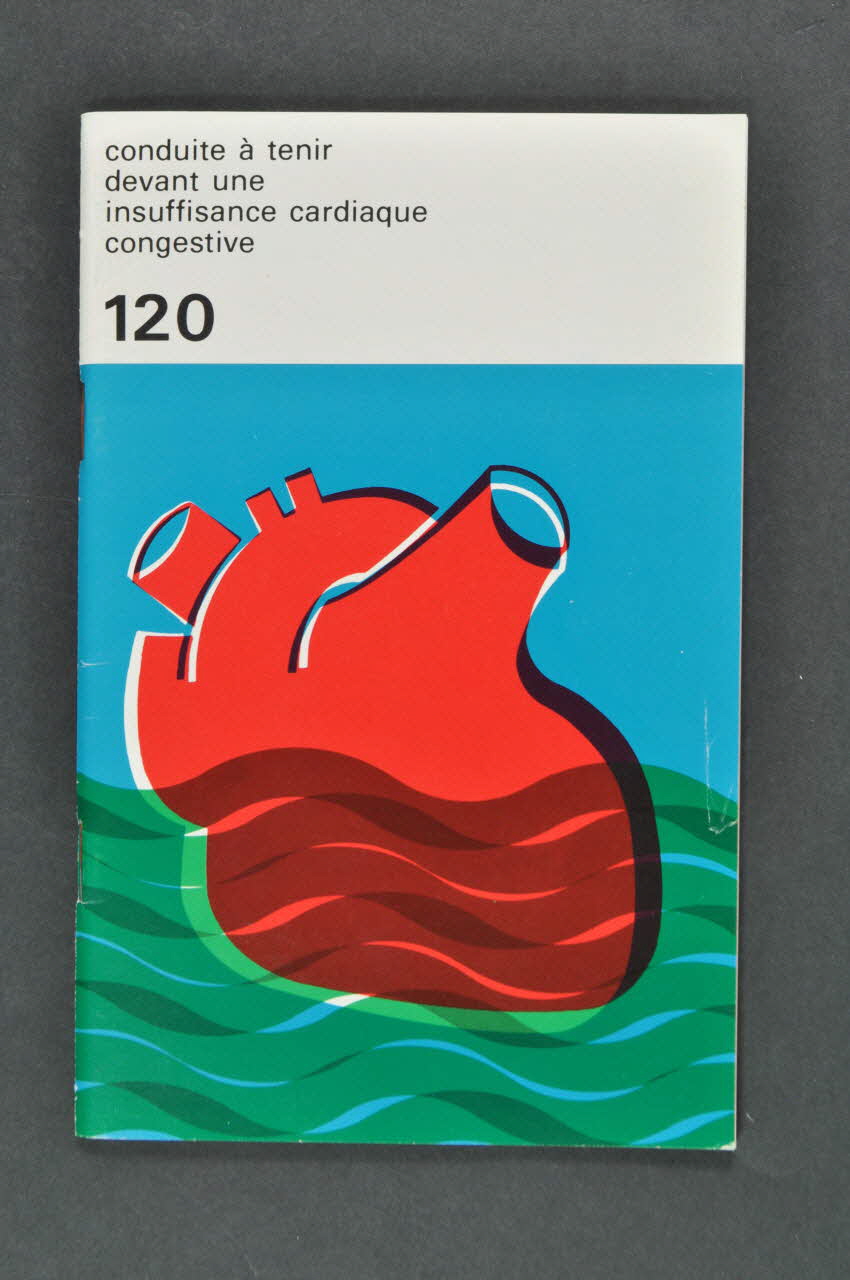 conduite à tenir
devant une
insuffisance cardiaque
congestive
120